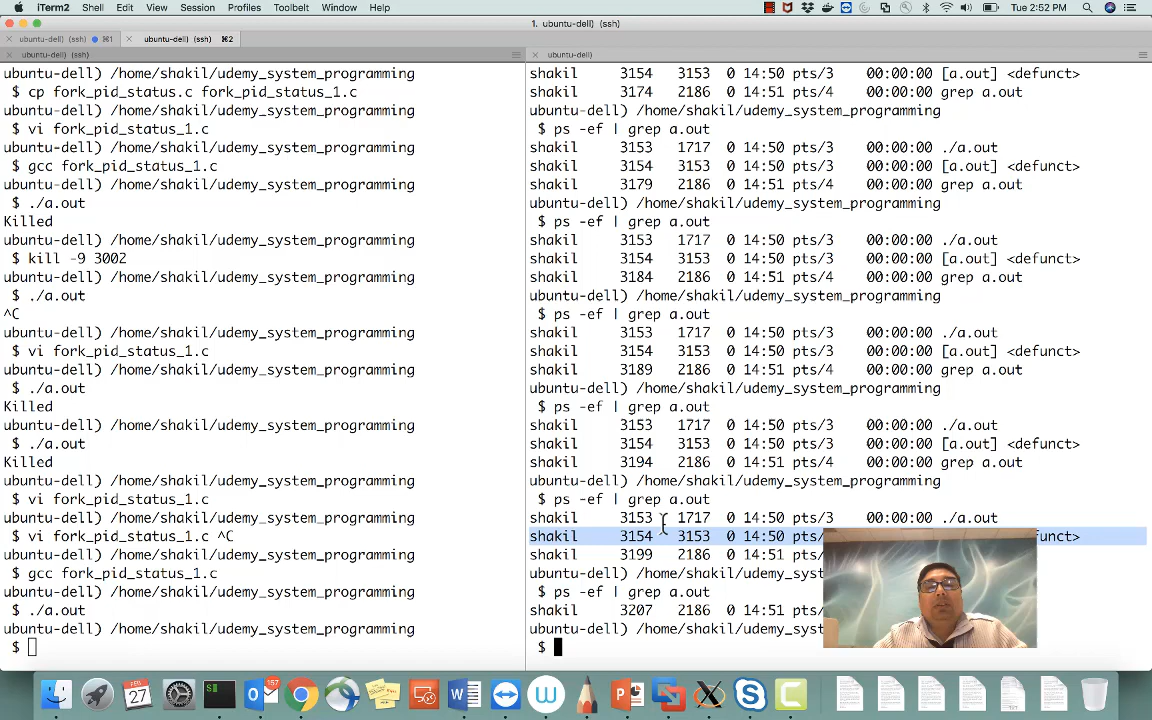 iTerm2 Shell Edit View Session Profiles Toolbelt Window Help Tue 2:52 PM
1. ubuntu-dell) (ssh)
ubuntu-dell) (ssh) ⌘1 ubuntu-dell) (ssh) ⌘2
ubuntu-dell) (ssh)
ubuntu-dell) /home/shakil/udemy_system_programming
$ cp fork_pid_status.c fork_pid_status_1.c
ubuntu-dell) /home/shakil/udemy_system_programming
$ vi fork_pid_status_1.c
ubuntu-dell) /home/shakil/udemy_system_programming
$ gcc fork_pid_status_1.c
ubuntu-dell) /home/shakil/udemy_system_programming
$ ./a.out
Killed
ubuntu-dell) /home/shakil/udemy_system_programming
$ kill -9 3002
ubuntu-dell) /home/shakil/udemy_system_programming
$ ./a.out
^C
ubuntu-dell) /home/shakil/udemy_system_programming
$ vi fork_pid_status_1.c
ubuntu-dell) /home/shakil/udemy_system_programming
$ ./a.out
Killed
ubuntu-dell) /home/shakil/udemy_system_programming
$ ./a.out
Killed
ubuntu-dell) /home/shakil/udemy_system_programming
$ vi fork_pid_status_1.c
ubuntu-dell) /home/shakil/udemy_system_programming
$ vi fork_pid_status_1.c ^C
ubuntu-dell) /home/shakil/udemy_system_programming
$ gcc fork_pid_status_1.c
ubuntu-dell) /home/shakil/udemy_system_programming
$ ./a.out
ubuntu-dell) /home/shakil/udemy_system_programming
$
ubuntu-dell)
shakil 3154 3153 0 14:50 pts/3 00:00:00 [a.out] <defunct>
shakil 3174 2186 0 14:51 pts/4 00:00:00 grep a.out
ubuntu-dell) /home/shakil/udemy_system_programming
$ ps -ef | grep a.out
shakil 3153 1717 0 14:50 pts/3 00:00:00 ./a.out
shakil 3154 3153 0 14:50 pts/3 00:00:00 [a.out] <defunct>
shakil 3179 2186 0 14:51 pts/4 00:00:00 grep a.out
ubuntu-dell) /home/shakil/udemy_system_programming
$ ps -ef | grep a.out
shakil 3153 1717 0 14:50 pts/3 00:00:00 ./a.out
shakil 3154 3153 0 14:50 pts/3 00:00:00 [a.out] <defunct>
shakil 3184 2186 0 14:51 pts/4 00:00:00 grep a.out
ubuntu-dell) /home/shakil/udemy_system_programming
$ ps -ef | grep a.out
shakil 3153 1717 0 14:50 pts/3 00:00:00 ./a.out
shakil 3154 3153 0 14:50 pts/3 00:00:00 [a.out] <defunct>
shakil 3189 2186 0 14:51 pts/4 00:00:00 grep a.out
ubuntu-dell) /home/shakil/udemy_system_programming
$ ps -ef | grep a.out
shakil 3153 1717 0 14:50 pts/3 00:00:00 ./a.out
shakil 3154 3153 0 14:50 pts/3 00:00:00 [a.out] <defunct>
shakil 3194 2186 0 14:51 pts/4 00:00:00 grep a.out
ubuntu-dell) /home/shakil/udemy_system_programming
$ ps -ef | grep a.out
shakil 3153 1717 0 14:50 pts/3 00:00:00 ./a.out
shakil 3154 3153 0 14:50 pts/ funct>
shakil 3199 2186 0 14:51 pts/
ubuntu-dell) /home/shakil/udemy_syst
$ ps -ef | grep a.out
shakil 3207 2186 0 14:51 pts/
ubuntu-dell) /home/shakil/udemy_syst
$
FEB
27
157